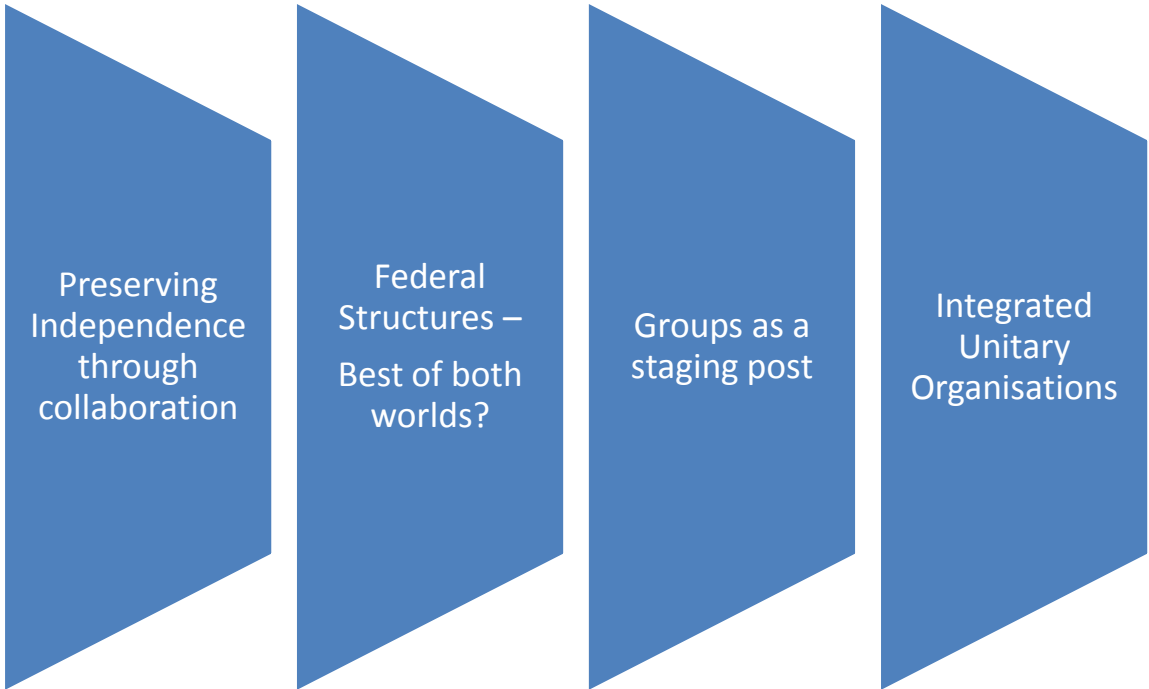 Preserving
Independence
through
collaboration
Federal
Structures –
Best of both
worlds?
Groups as a
staging post
Integrated
Unitary
Organisations